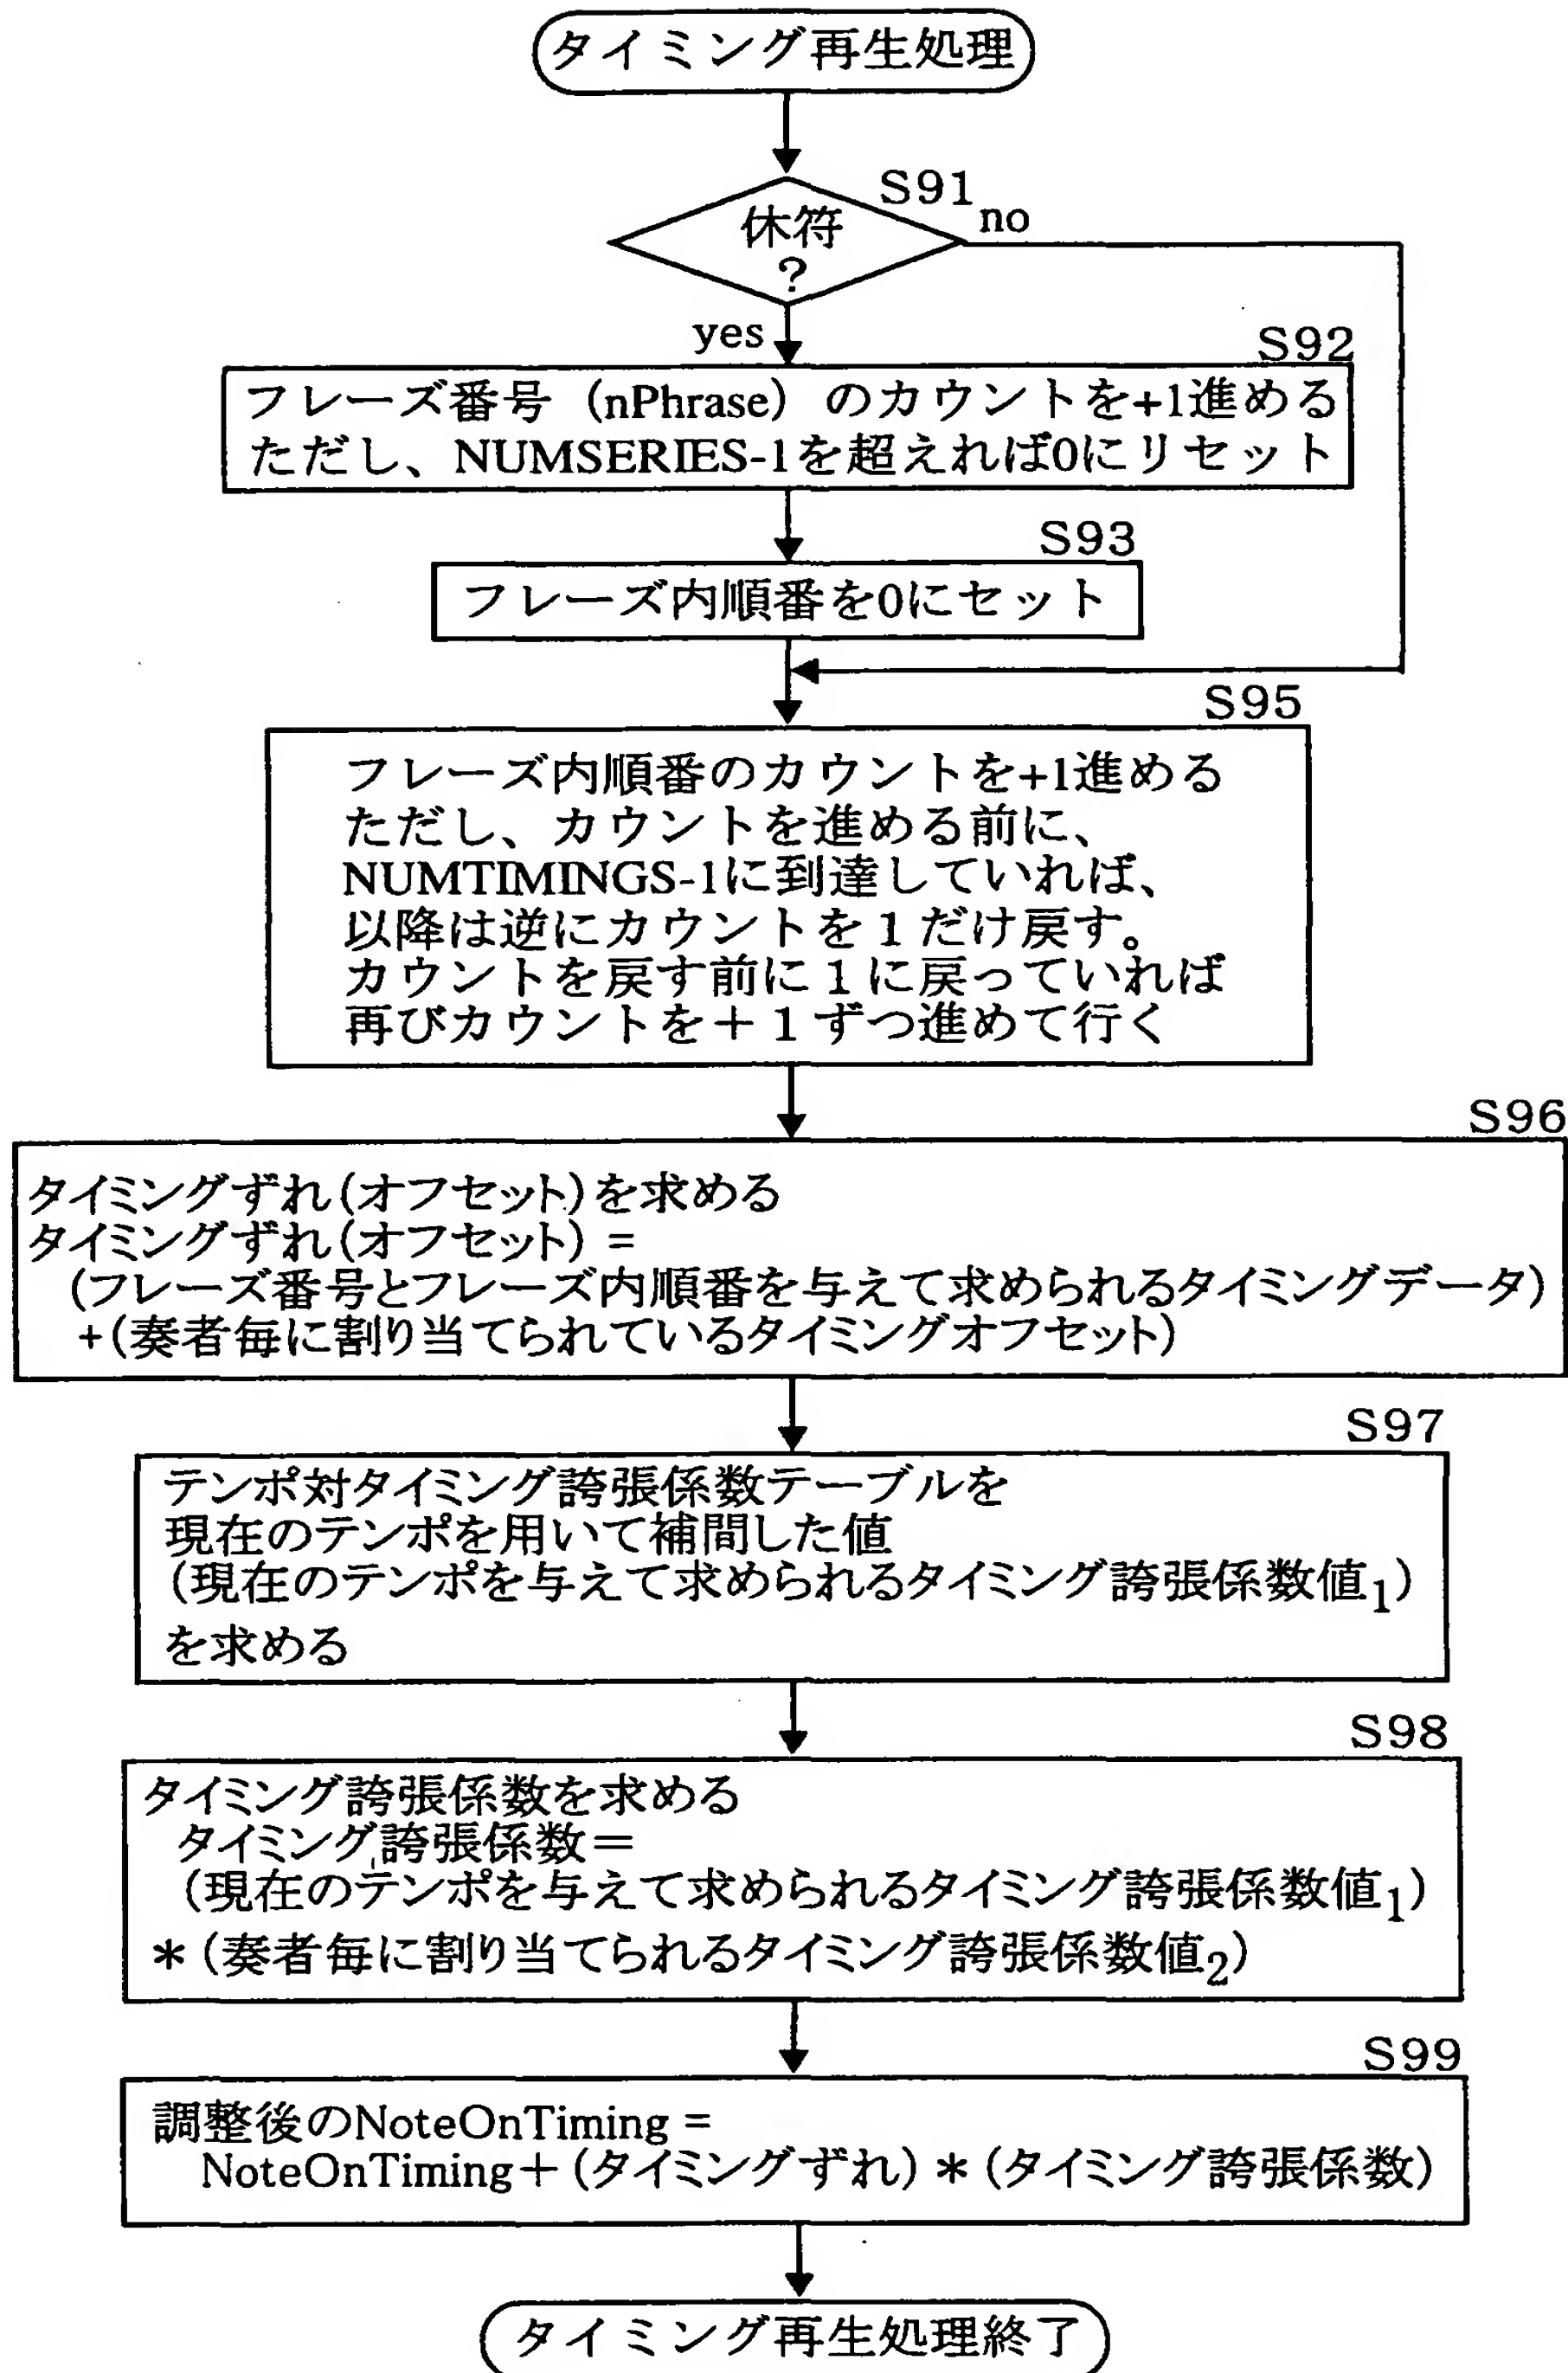 タイミング再生処理
S91
休符
?
no
yes
S92
フレーズ番号（nPhrase）のカウントを+1進める
ただし、NUMSERIES-1を超えれば0にリセット
S93
フレーズ内順番を0にセット
S95
フレーズ内順番のカウントを+1進める
ただし、カウントを進める前に、
NUMTIMINGS-1に到達していれば、
以降は逆にカウントを１だけ戻す。
カウントを戻す前に１に戻っていれば
再びカウントを＋１ずつ進めて行く
S96
タイミングずれ(オフセット)を求める
タイミングずれ(オフセット) =
(フレーズ番号とフレーズ内順番を与えて求められるタイミングデータ)
+(奏者毎に割り当てられているタイミングオフセット)
S97
テンポ対タイミング誇張係数テーブルを
現在のテンポを用いて補間した値
(現在のテンポを与えて求められるタイミング誇張係数値1)
を求める
S98
タイミング誇張係数を求める
タイミング誇張係数＝
(現在のテンポを与えて求められるタイミング誇張係数値1)
＊(奏者毎に割り当てられるタイミング誇張係数値2)
S99
調整後のNoteOnTiming =
NoteOnTiming＋(タイミングずれ)＊(タイミング誇張係数)
タイミング再生処理終了